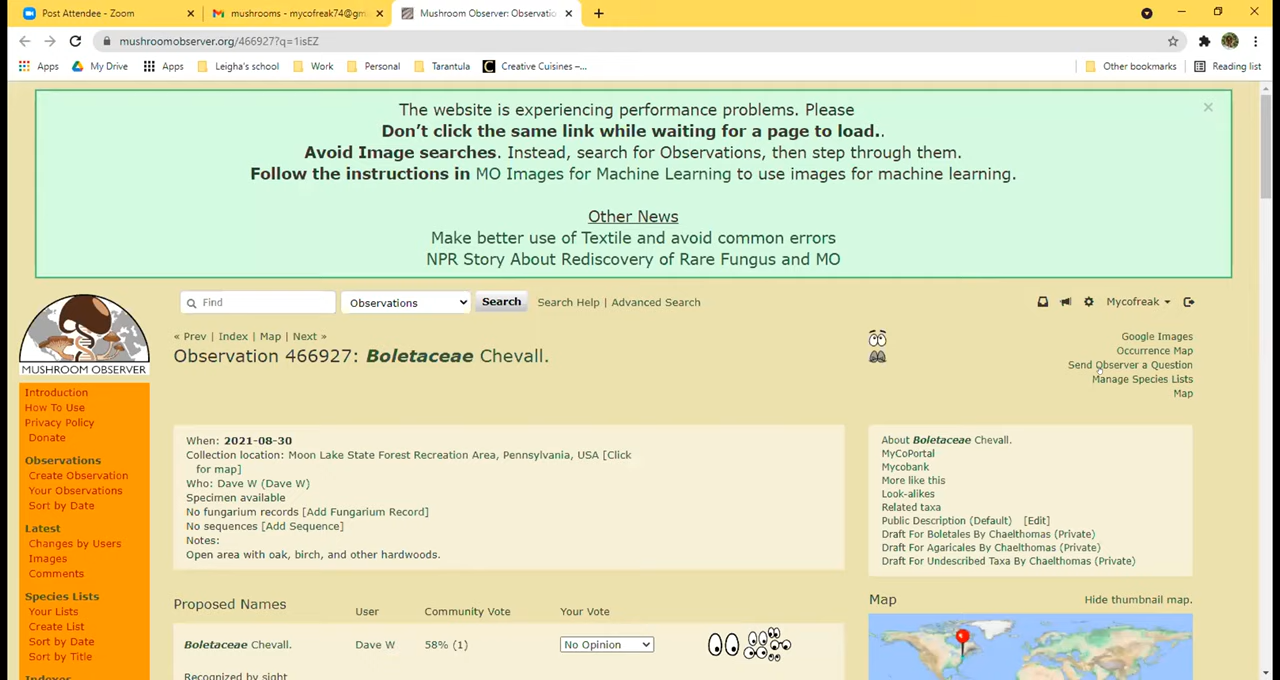 Post Attendee - Zoom
mushrooms - mycofreak74@gm
Mushroom Observer: Observatio
mushroomobserver.org/466927?q=1isEZ
Apps
My Drive
Apps
Leigha's school
Work
Personal
Tarantula
Creative Cuisines –...
Other bookmarks
Reading list
The website is experiencing performance problems. Please
Don't click the same link while waiting for a page to load..
Avoid Image searches. Instead, search for Observations, then step through them.
Follow the instructions in MO Images for Machine Learning to use images for machine learning.
Other News
Make better use of Textile and avoid common errors
NPR Story About Rediscovery of Rare Fungus and MO
MUSHROOM OBSERVER
Find
Observations
Search
Search Help | Advanced Search
Mycofreak
« Prev | Index | Map | Next »
Observation 466927: Boletaceae Chevall.
Google Images
Occurrence Map
Send Observer a Question
Manage Species Lists
Map
Introduction
How To Use
Privacy Policy
Donate
Observations
Create Observation
Your Observations
Sort by Date
Latest
Changes by Users
Images
Comments
Species Lists
Your Lists
Create List
Sort by Date
Sort by Title
Indexes
When: 2021-08-30
Collection location: Moon Lake State Forest Recreation Area, Pennsylvania, USA [Click
for map]
Who: Dave W (Dave W)
Specimen available
No fungarium records [Add Fungarium Record]
No sequences [Add Sequence]
Notes:
Open area with oak, birch, and other hardwoods.
About Boletaceae Chevall.
MyCoPortal
Mycobank
More like this
Look-alikes
Related taxa
Public Description (Default) [Edit]
Draft For Boletales By Chaelthomas (Private)
Draft For Agaricales By Chaelthomas (Private)
Draft For Undescribed Taxa By Chaelthomas (Private)
Proposed Names
User
Community Vote
Your Vote
Boletaceae Chevall.
Dave W
58% (1)
No Opinion
Recognized by sight
Map
Hide thumbnail map.